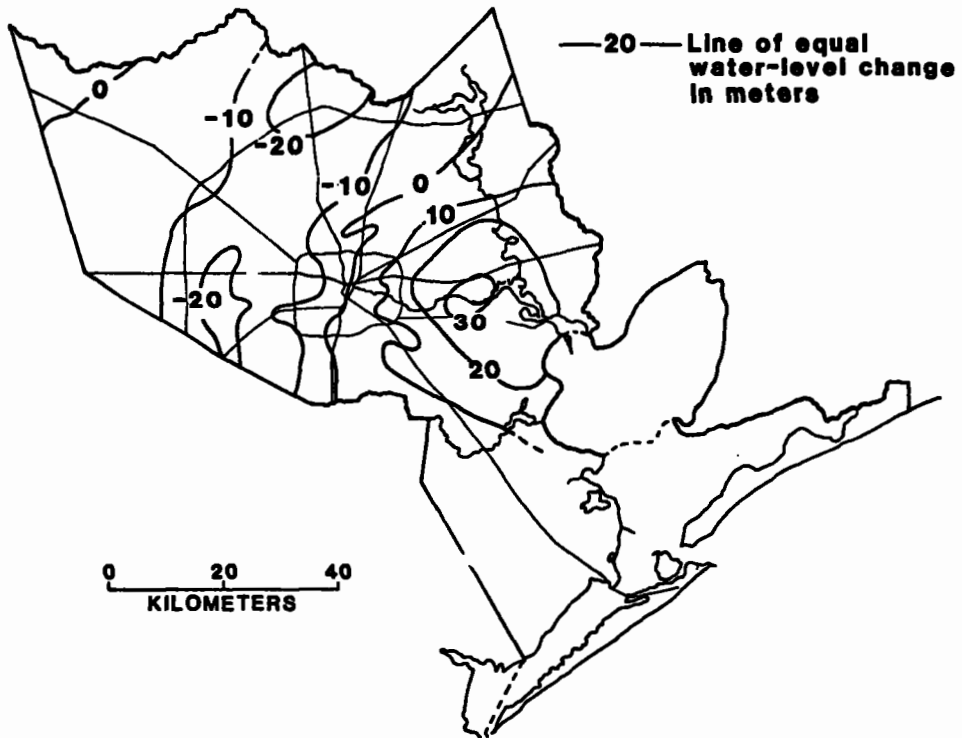 —20— Line of equal
water-level change
in meters
0
-10
-20
-10
0
10
-20
30
20
0 20 40
KILOMETERS